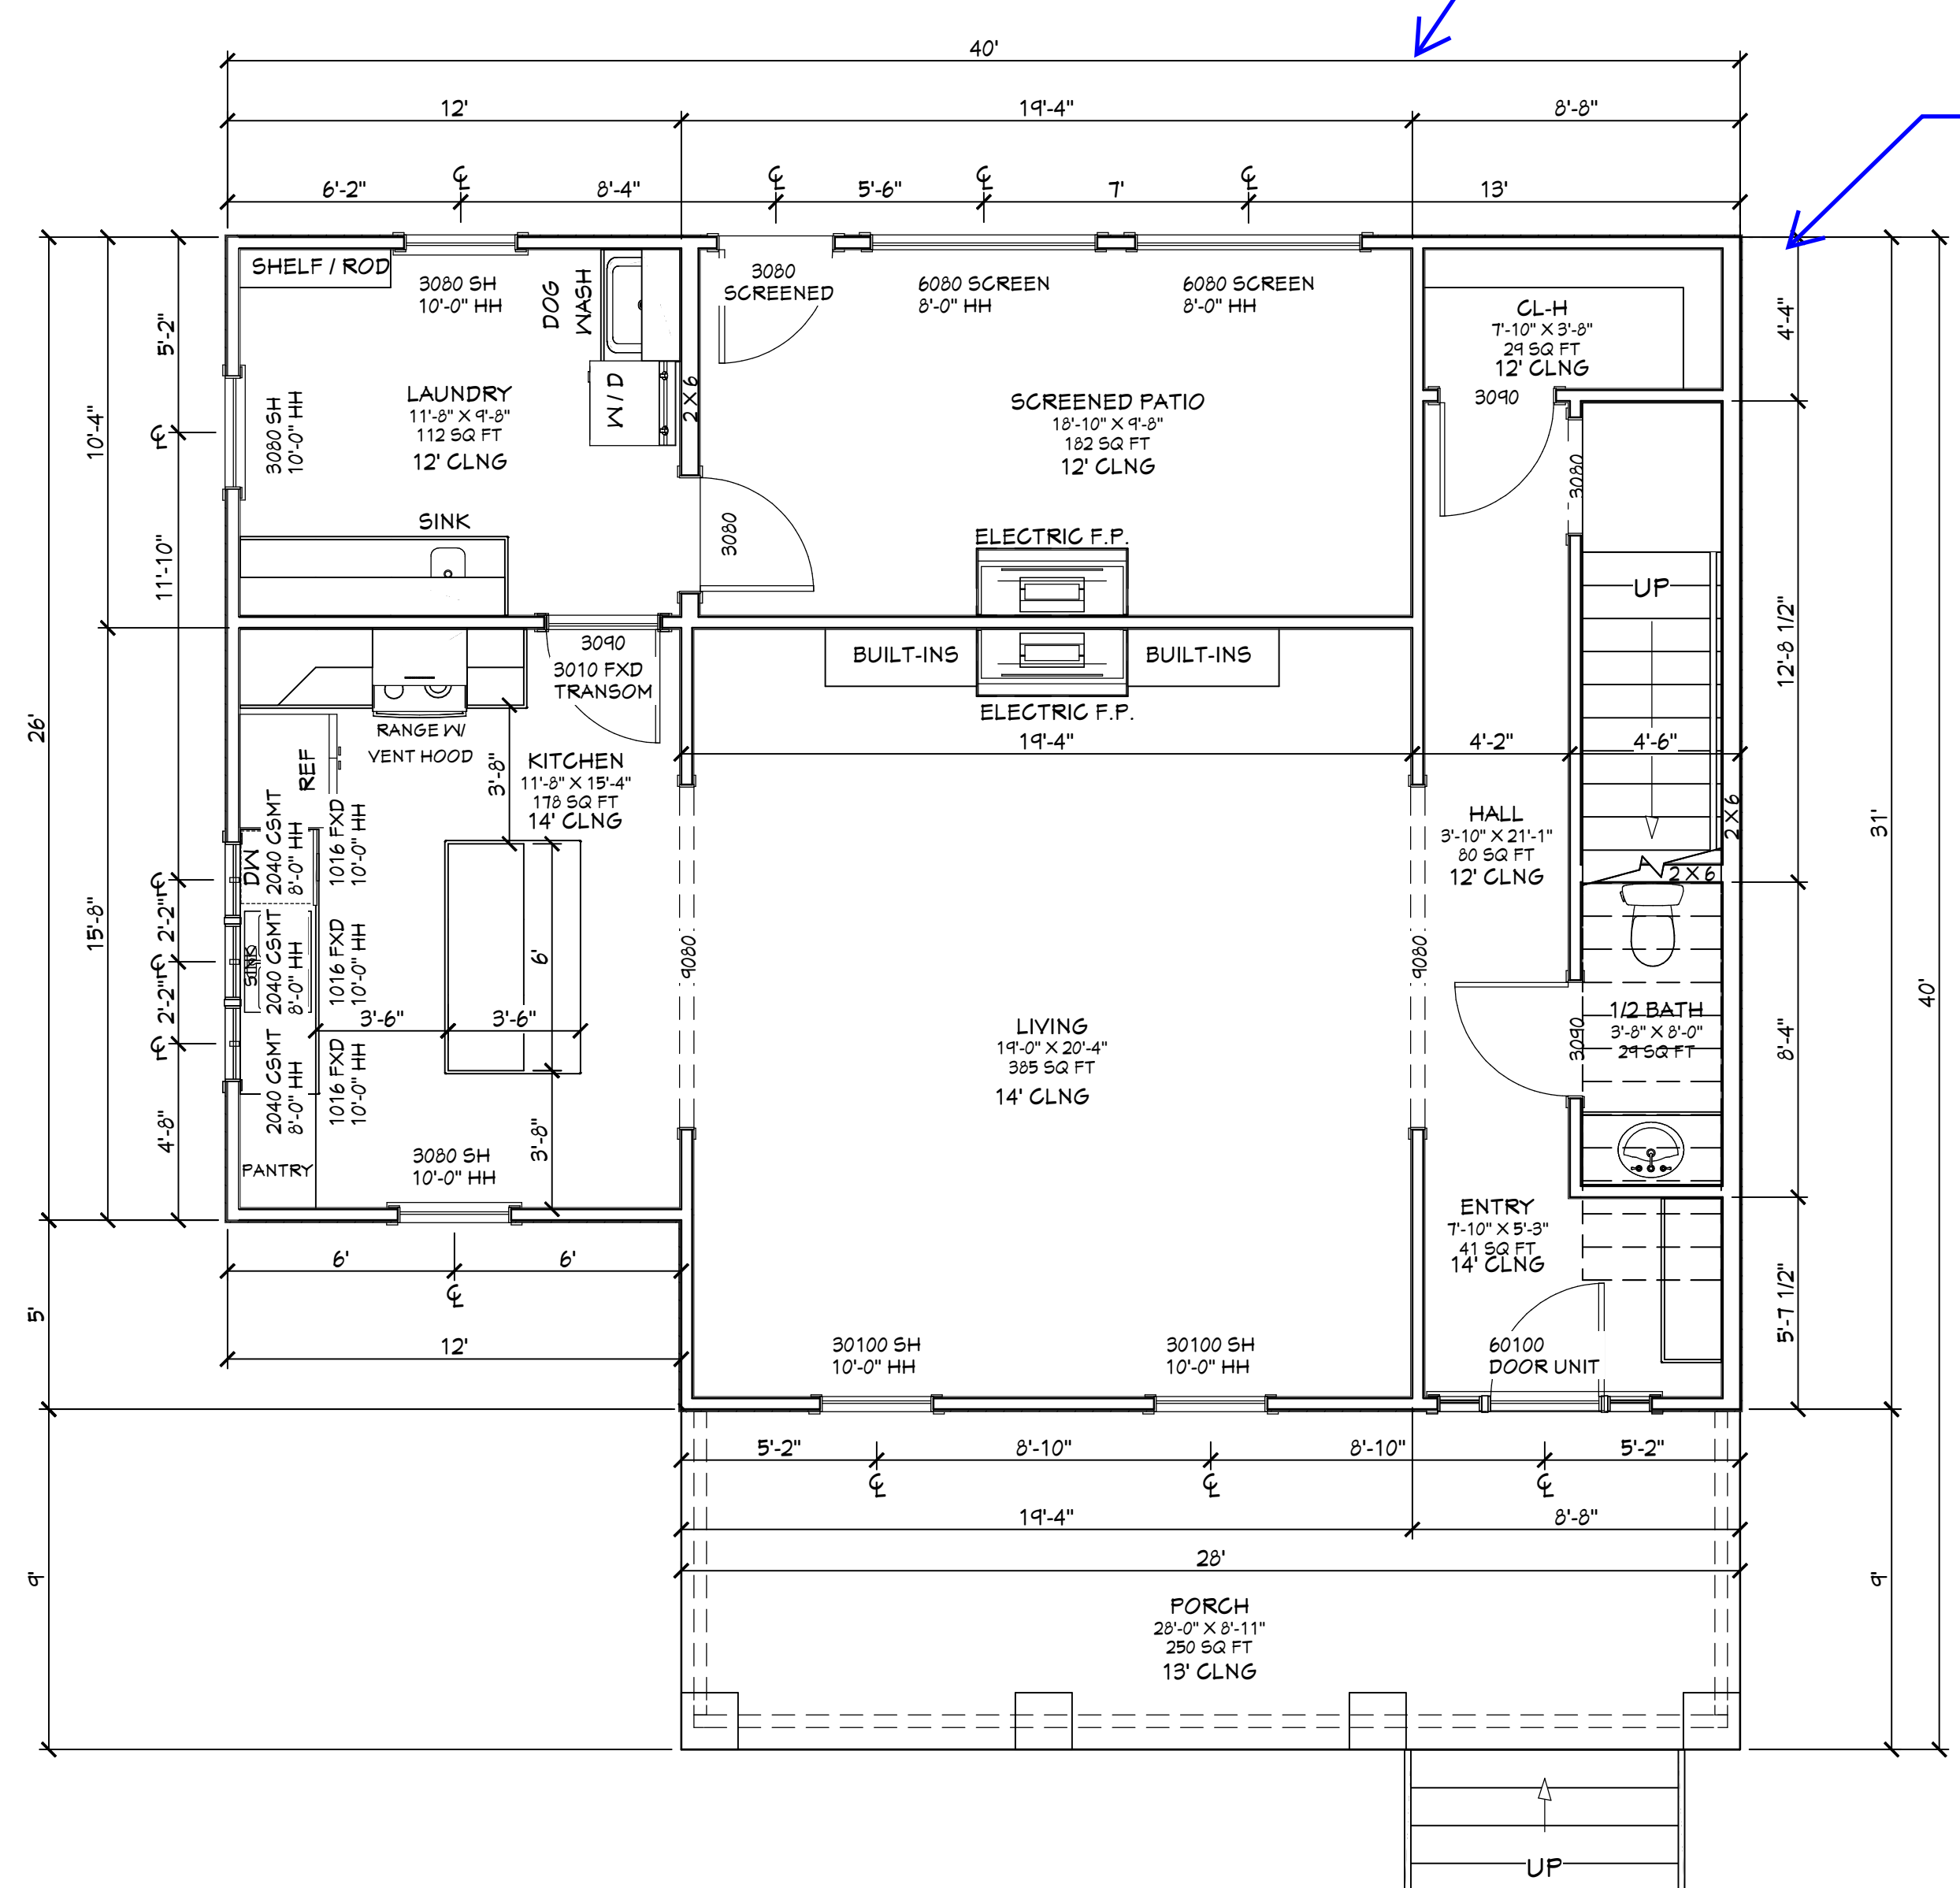 40'
12'
19'-4"
8'-8"
6'-2"
℄
8'-4"
℄
5'-6"
℄
7'
℄
13'
SHELF / ROD
3080 SH
10'-0" HH
DOG
WASH
3080
SCREENED
6080 SCREEN
8'-0" HH
6080 SCREEN
8'-0" HH
CL-H
7'-10" X 3'-8"
29 SQ FT
12' CLNG
3090
4'-4"
5'-2"
10'-4"
℄
3080 SH
10'-0" HH
LAUNDRY
11'-8" X 9'-8"
112 SQ FT
12' CLNG
W / D
2 X 6
SCREENED PATIO
18'-10" X 9'-8"
182 SQ FT
12' CLNG
3080
SINK
3080
ELECTRIC F.P.
11'-10"
UP
12'-8 1/2"
26'
3090
3010 FXD
TRANSOM
BUILT-INS
BUILT-INS
ELECTRIC F.P.
RANGE W/
VENT HOOD
REF
3'-8"
KITCHEN
11'-8" X 15'-4"
178 SQ FT
14' CLNG
19'-4"
4'-2"
4'-6"
HALL
3'-10" X 21'-1"
80 SQ FT
12' CLNG
2 X 6
2 X 6
31'
40'
15'-8"
℄
2'-2"
℄
2'-2"
℄
4'-8"
DW
2040 CSMT
8'-0" HH
1016 FXD
10'-0" HH
SINK
2040 CSMT
8'-0" HH
1016 FXD
10'-0" HH
2040 CSMT
8'-0" HH
1016 FXD
10'-0" HH
3'-6"
3'-6"
6'
3'-8"
9080
9080
LIVING
19'-0" X 20'-4"
385 SQ FT
14' CLNG
3090
1/2 BATH
3'-8" X 8'-0"
29 SQ FT
8'-4"
PANTRY
3080 SH
10'-0" HH
ENTRY
7'-10" X 5'-3"
41 SQ FT
14' CLNG
5'-7 1/2"
6'
6'
℄
5'
12'
30100 SH
10'-0" HH
30100 SH
10'-0" HH
60100
DOOR UNIT
5'-2"
℄
8'-10"
℄
8'-10"
℄
5'-2"
19'-4"
8'-8"
28'
9'
9'
PORCH
28'-0" X 8'-11"
250 SQ FT
13' CLNG
UP